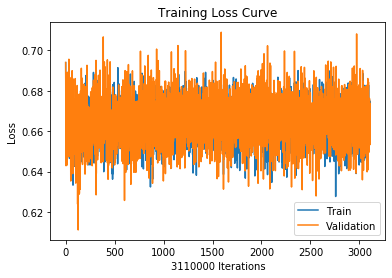 Training Loss Curve
0.70
0.68
0.66
0.64
0.62
Loss
0 500 1000 1500 2000 2500 3000
3110000 Iterations
Train
Validation